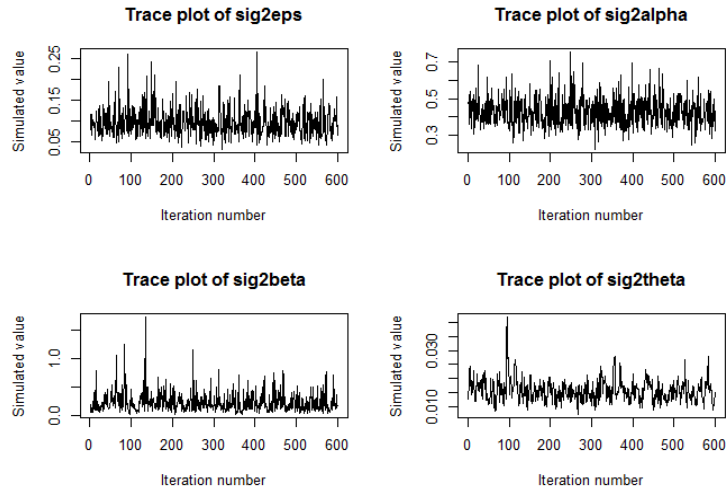 Trace plot of sig2eps
Simulated value
0.05 0.15 0.25
0 100 200 300 400 500 600
Iteration number
Trace plot of sig2alpha
Simulated value
0.3 0.5 0.7
0 100 200 300 400 500 600
Iteration number
Trace plot of sig2beta
Simulated value
0.0 1.0
0 100 200 300 400 500 600
Iteration number
Trace plot of sig2theta
Simulated value
0.010 0.030
0 100 200 300 400 500 600
Iteration number